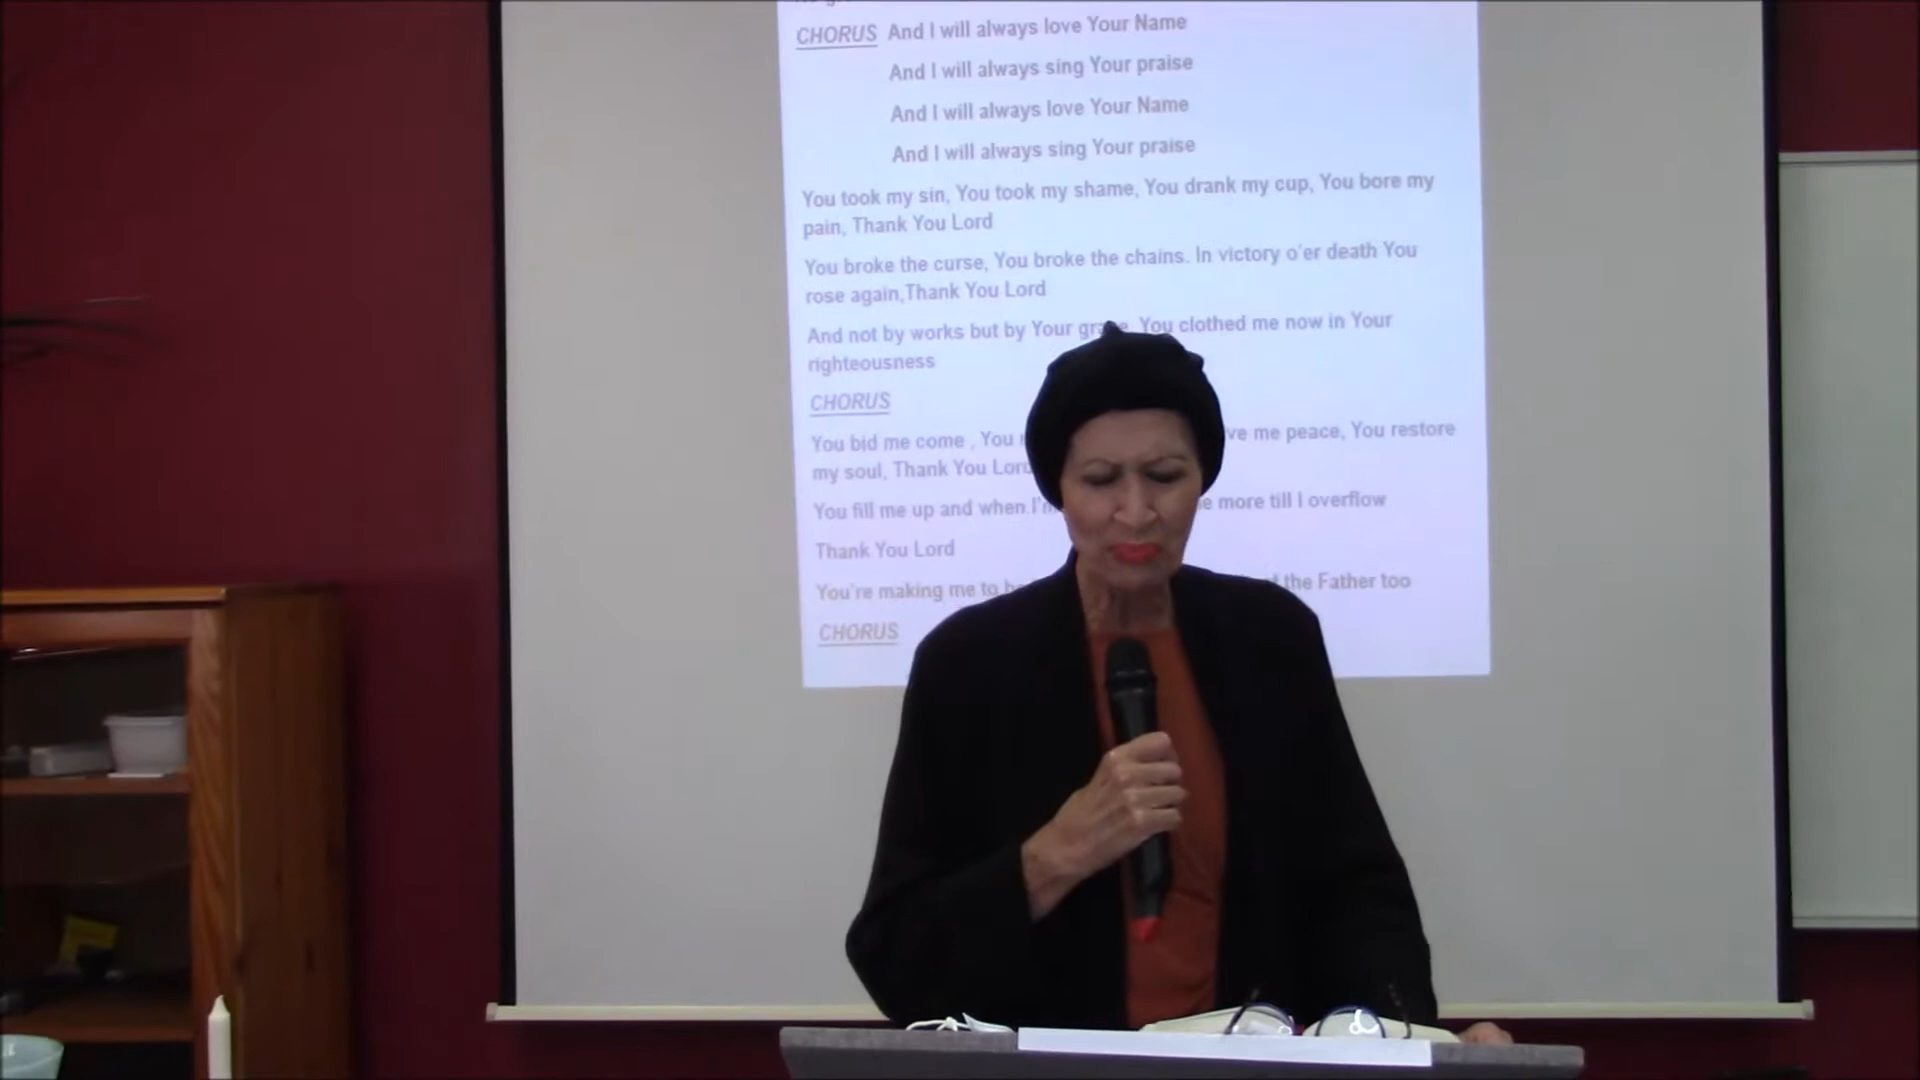 CHORUS And I will always love Your Name
And I will always sing Your praise
And I will always love Your Name
And I will always sing Your praise
You took my sin, You took my shame, You drank my cup, You bore my
pain, Thank You Lord
You broke the curse, You broke the chains. In victory o'er death You
rose again,Thank You Lord
And not by works but by Your grace You clothed me now in Your
righteousness
CHORUS
You bid me come , You me peace, You restore
my soul, Thank You Lord
You fill me up and when I'm more till I overflow
Thank You Lord
You're making me to the Father too
CHORUS